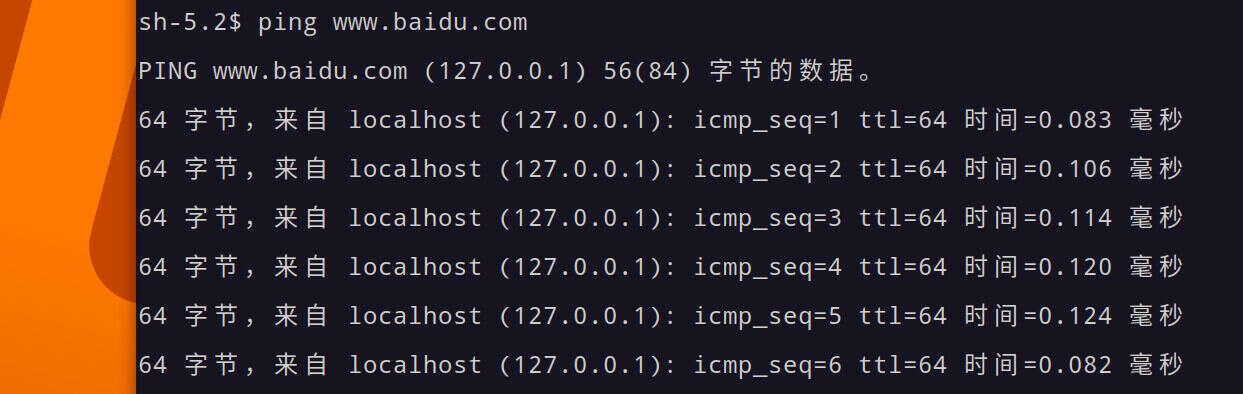 sh-5.2$ ping www.baidu.com
PING www.baidu.com (127.0.0.1) 56(84) 字节的数据。
64 字节，来自 localhost (127.0.0.1): icmp_seq=1 ttl=64 时间=0.083 毫秒
64 字节，来自 localhost (127.0.0.1): icmp_seq=2 ttl=64 时间=0.106 毫秒
64 字节，来自 localhost (127.0.0.1): icmp_seq=3 ttl=64 时间=0.114 毫秒
64 字节，来自 localhost (127.0.0.1): icmp_seq=4 ttl=64 时间=0.120 毫秒
64 字节，来自 localhost (127.0.0.1): icmp_seq=5 ttl=64 时间=0.124 毫秒
64 字节，来自 localhost (127.0.0.1): icmp_seq=6 ttl=64 时间=0.082 毫秒